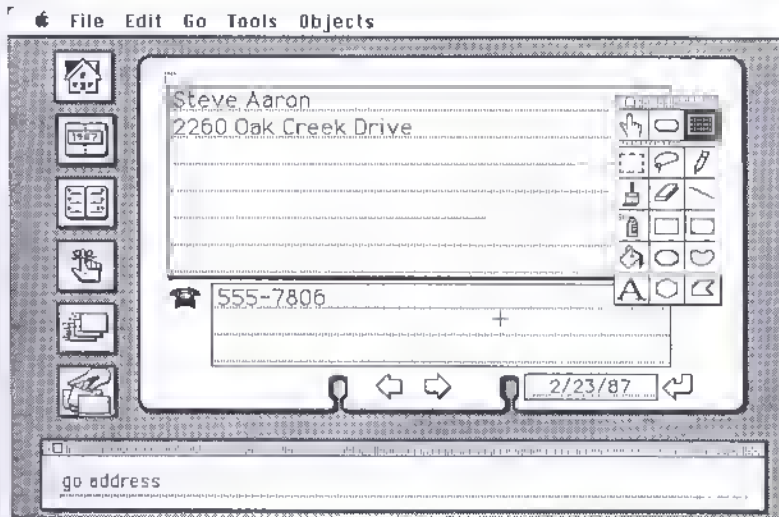 File Edit Go Tools Objects
1987
Steve Aaron
2260 Oak Creek Drive
555-7806
2/23/87
go address
A